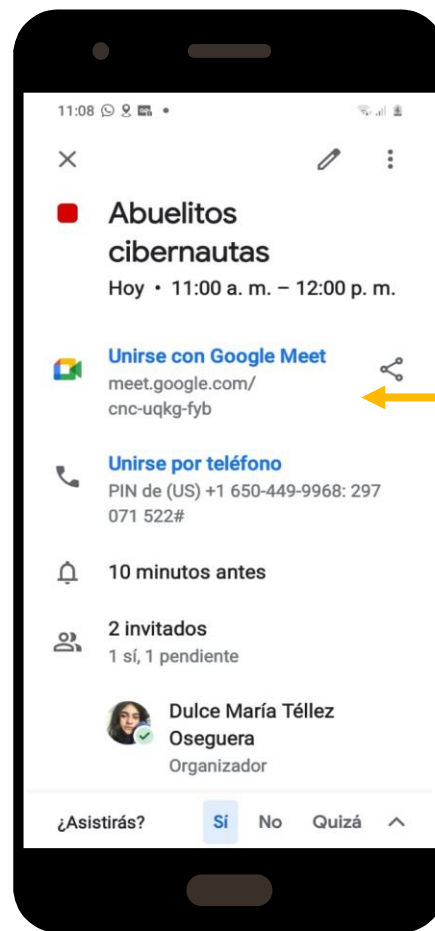 11:08
Abuelitos
cibernautas
Hoy • 11:00 a. m. – 12:00 p. m.
Unirse con Google Meet
meet.google.com/
cnc-uqkg-fyb
Unirse por teléfono
PIN de (US) +1 650-449-9968: 297
071 522#
10 minutos antes
2 invitados
1 sí, 1 pendiente
Dulce María Téllez
Oseguera
Organizador
¿Asistirás? Sí No Quizá